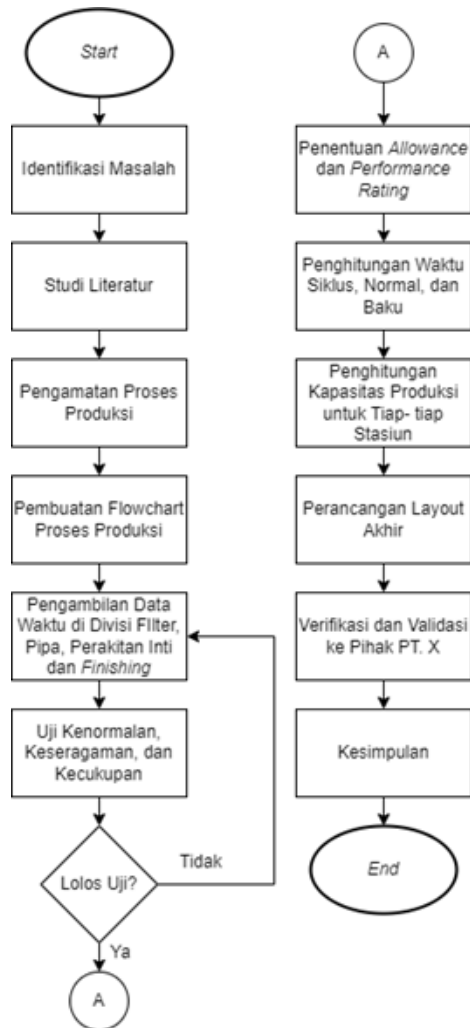 Start
Identifikasi Masalah
Studi Literatur
Pengamatan Proses
Produksi
Pembuatan Flowchart
Proses Produksi
Pengambilan Data
Waktu di Divisi FIlter,
Pipa, Perakitan Inti
dan Finishing
Uji Kenormalan,
Keseragaman, dan
Kecukupan
Lolos Uji?
Tidak
Ya
A
A
Penentuan Allowance
dan Performance
Rating
Penghitungan Waktu
Siklus, Normal, dan
Baku
Penghitungan
Kapasitas Produksi
untuk Tiap- tiap
Stasiun
Perancangan Layout
Akhir
Verifikasi dan Validasi
ke Pihak PT. X
Kesimpulan
End